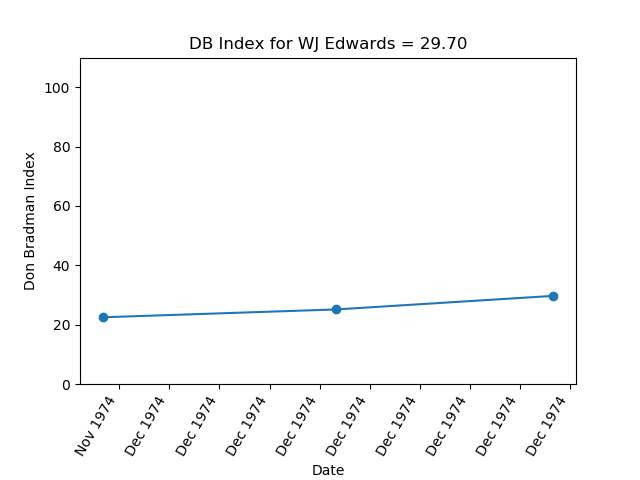 DB Index for WJ Edwards = 29.70
100
80
60
40
20
0
Don Bradman Index
Nov 1974
Dec 1974
Dec 1974
Dec 1974
Dec 1974
Dec 1974
Dec 1974
Dec 1974
Dec 1974
Dec 1974
Date